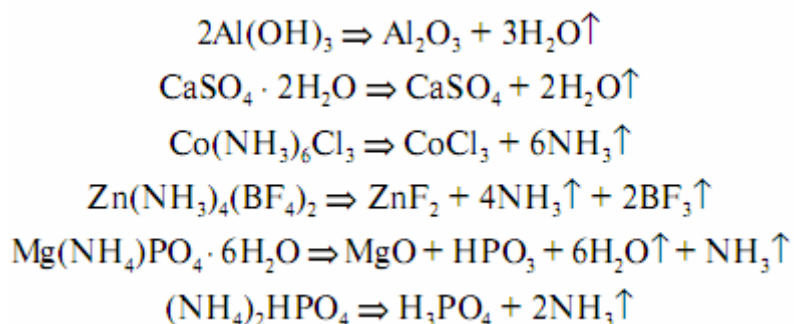 2Al(OH)₃ ⇒ Al₂O₃ + 3H₂O↑
CaSO₄ · 2H₂O ⇒ CaSO₄ + 2H₂O↑
Co(NH₃)₆Cl₃ ⇒ CoCl₃ + 6NH₃↑
Zn(NH₃)₄(BF₄)₂ ⇒ ZnF₂ + 4NH₃↑ + 2BF₃↑
Mg(NH₄)PO₄ · 6H₂O ⇒ MgO + HPO₃ + 6H₂O↑ + NH₃↑
(NH₄)₂HPO₄ ⇒ H₃PO₄ + 2NH₃↑